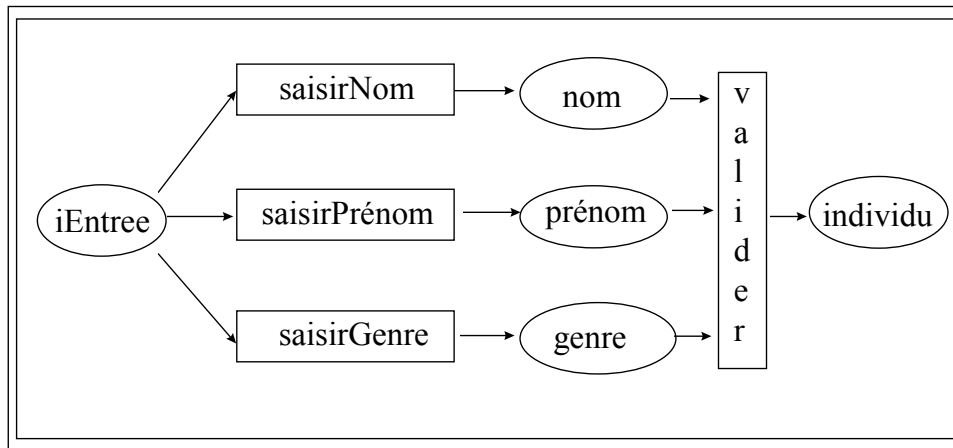 saisirNom
nom
iEntree
saisirPrénom
prénom
valider
individu
saisirGenre
genre